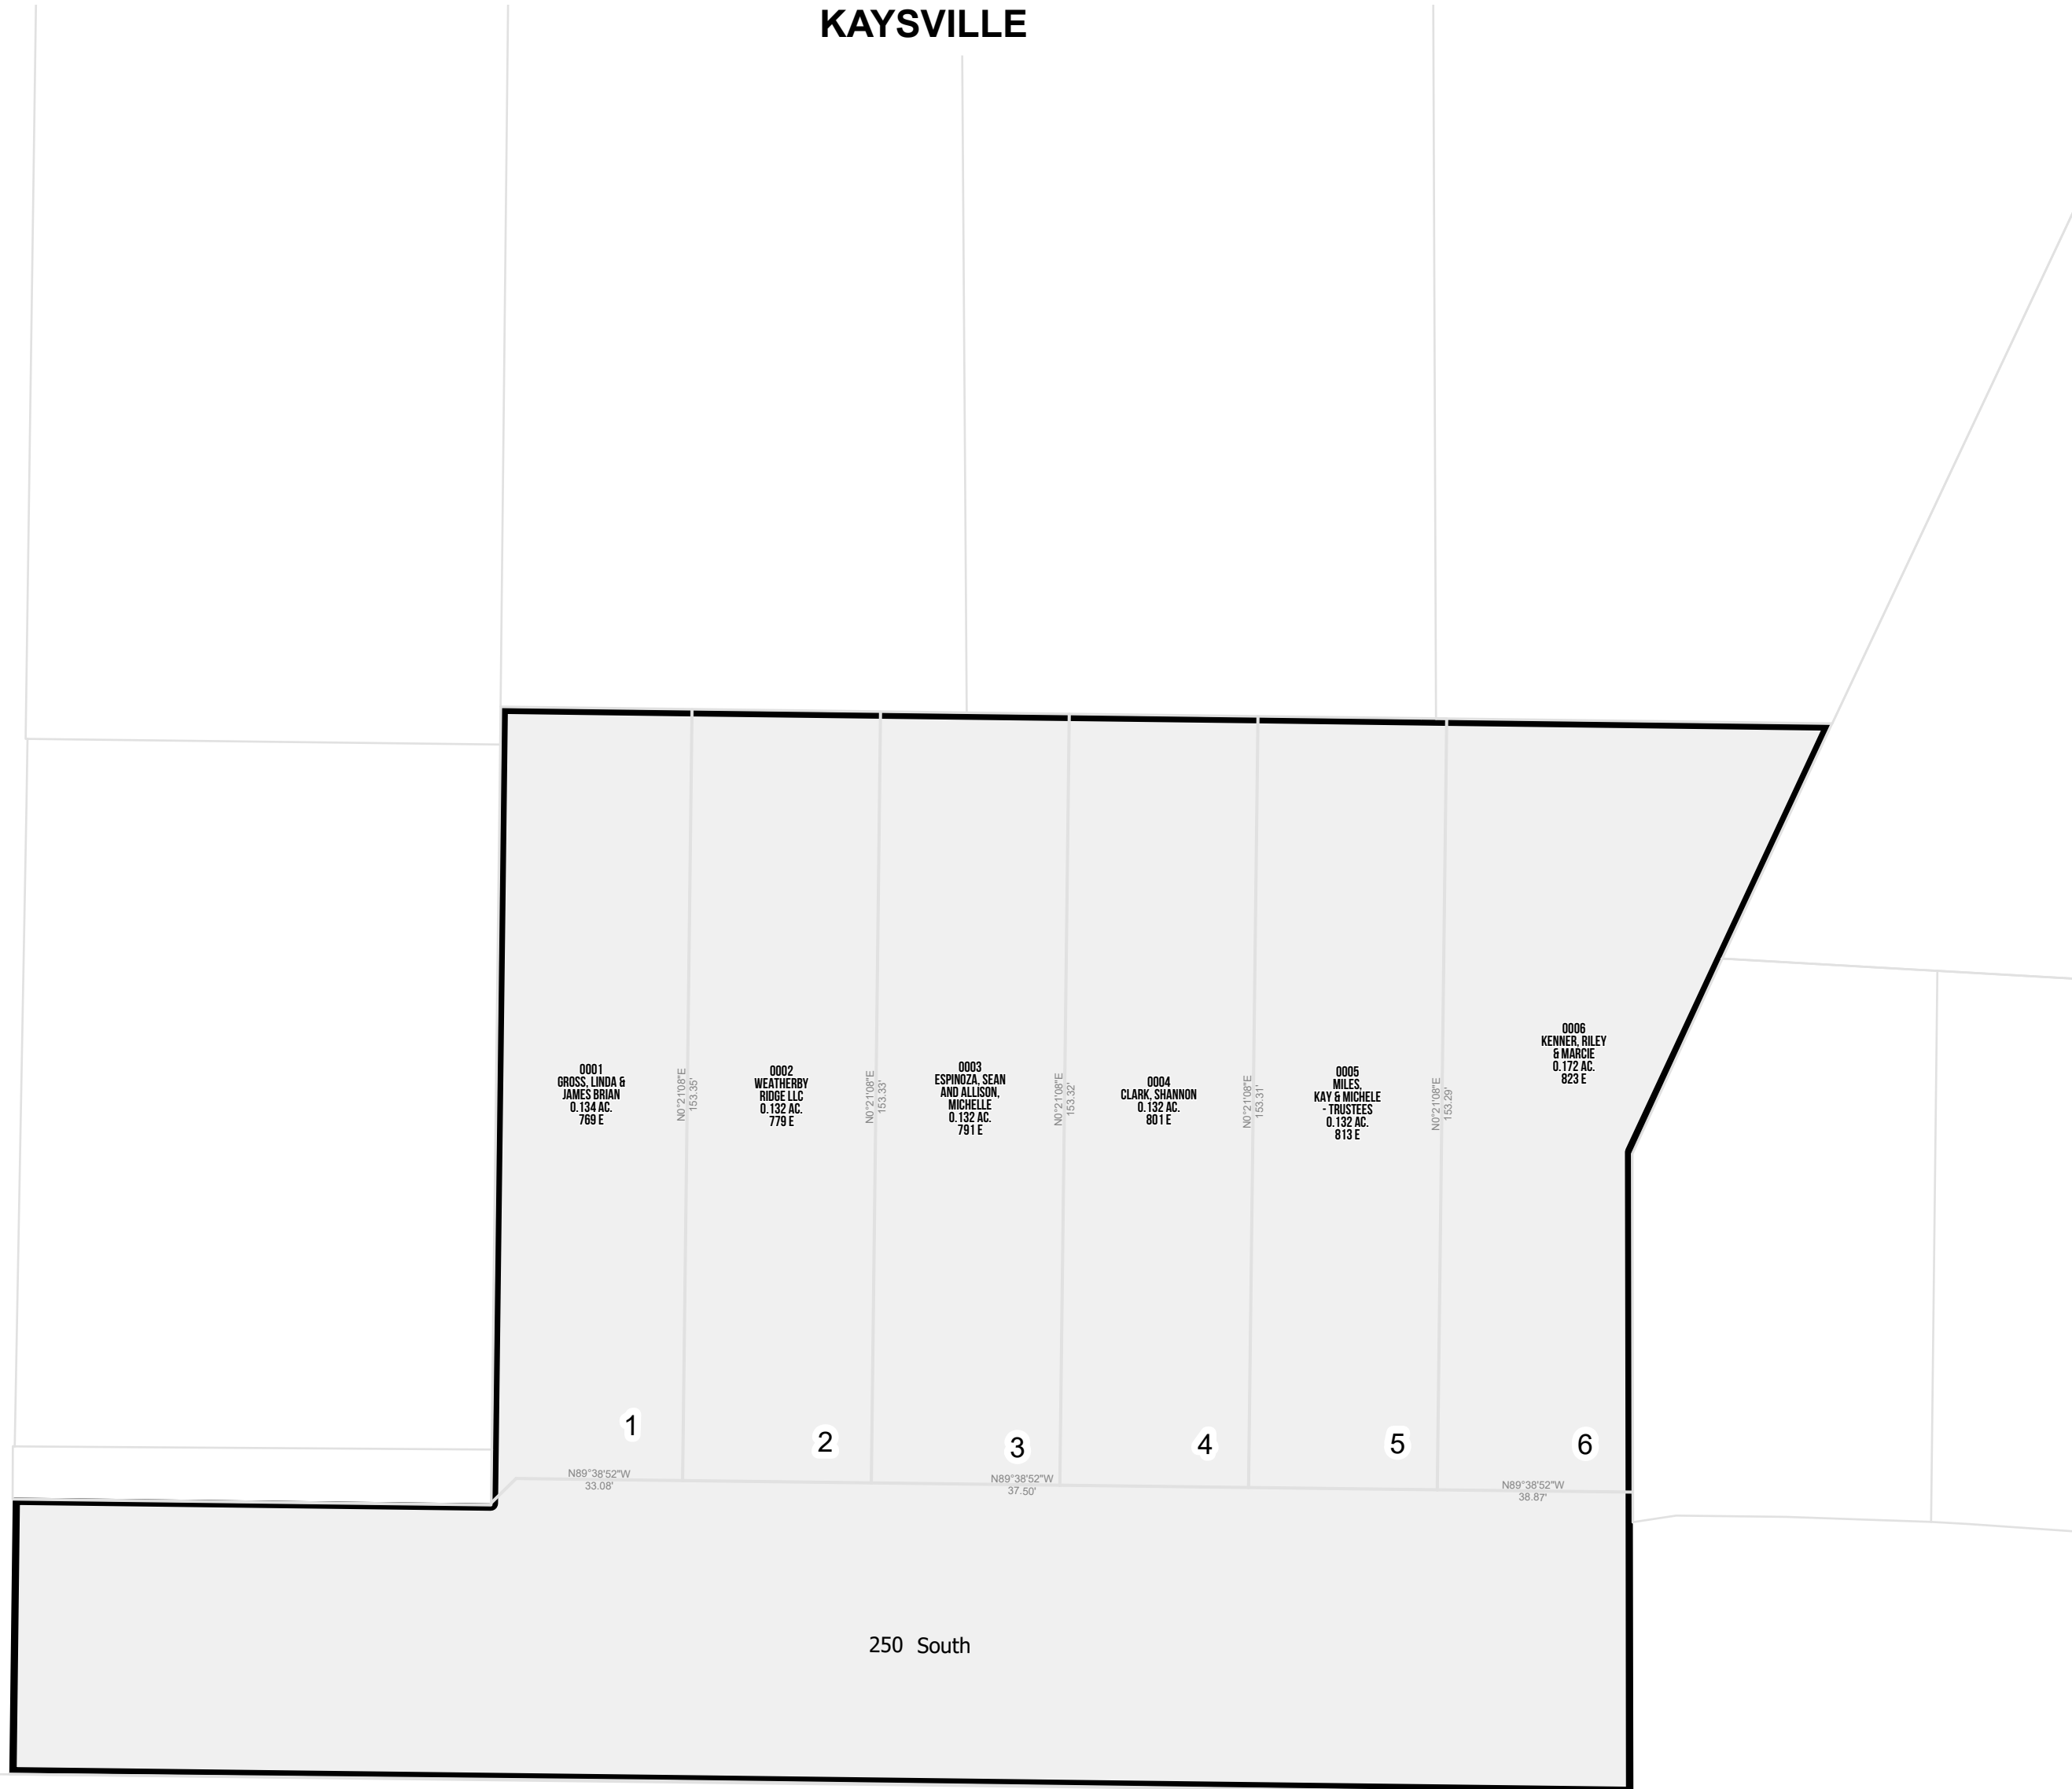 KAYSVILLE
0001
GROSS, LINDA &
JAMES BRIAN
0.134 AC.
769 E
N0°21'08"E
153.35'
0002
WEATHERBY
RIDGE LLC
0.132 AC.
779 E
N0°21'08"E
153.33'
0003
ESPINOZA, SEAN
AND ALLISON,
MICHELLE
0.132 AC.
791 E
N0°21'08"E
153.32'
0004
CLARK, SHANNON
0.132 AC.
801 E
N0°21'08"E
153.31'
0005
MILES,
KAY & MICHELE
- TRUSTEES
0.132 AC.
813 E
N0°21'08"E
153.29'
0006
KENNER, RILEY
& MARCIE
0.172 AC.
823 E
1
2
3
4
5
6
N89°38'52"W
33.08'
N89°38'52"W
37.50'
N89°38'52"W
38.87'
250 South